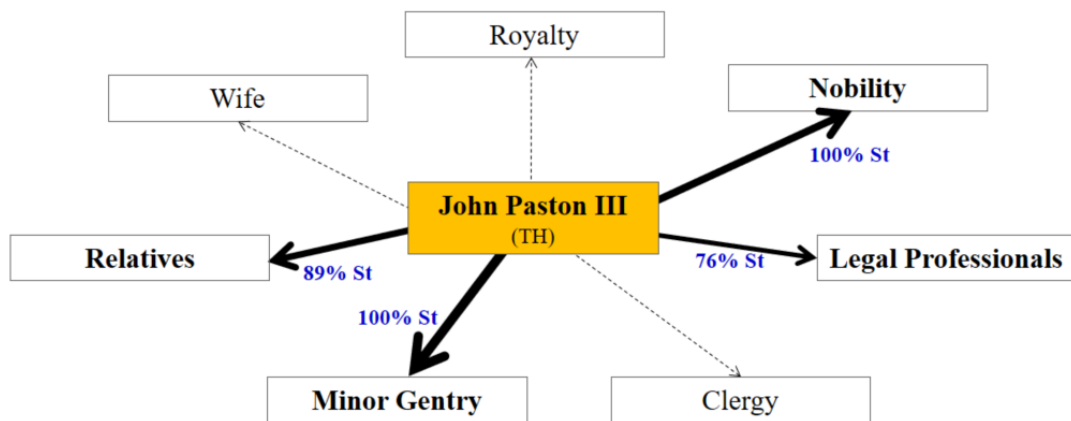 Royalty
Wife
Nobility
100% St
John Paston III
(TH)
Relatives
89% St
76% St
Legal Professionals
100% St
Minor Gentry
Clergy